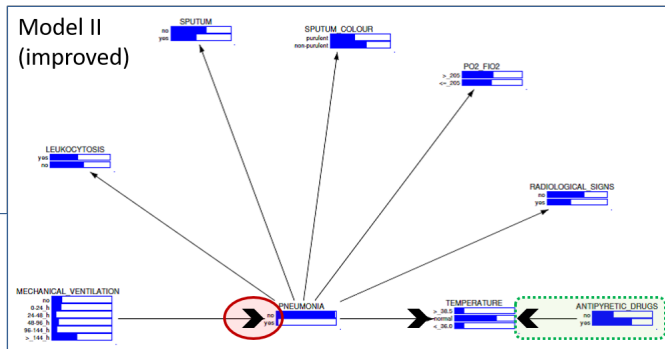 Model II
(improved)
SPUTUM
no
yes
SPUTUM_COLOUR
purulent
non-purulent
PO2_FIO2
>_205
<=_205
LEUKOCYTOSIS
yes
no
RADIOLOGICAL_SIGNS
no
yes
MECHANICAL_VENTILATION
no
0-24_h
24-48_h
48-96_h
96-144_h
>_144_h
PNEUMONIA
no
yes
TEMPERATURE
>_38.5
normal
<_36.0
ANTIPYRETIC_DRUGS
no
yes